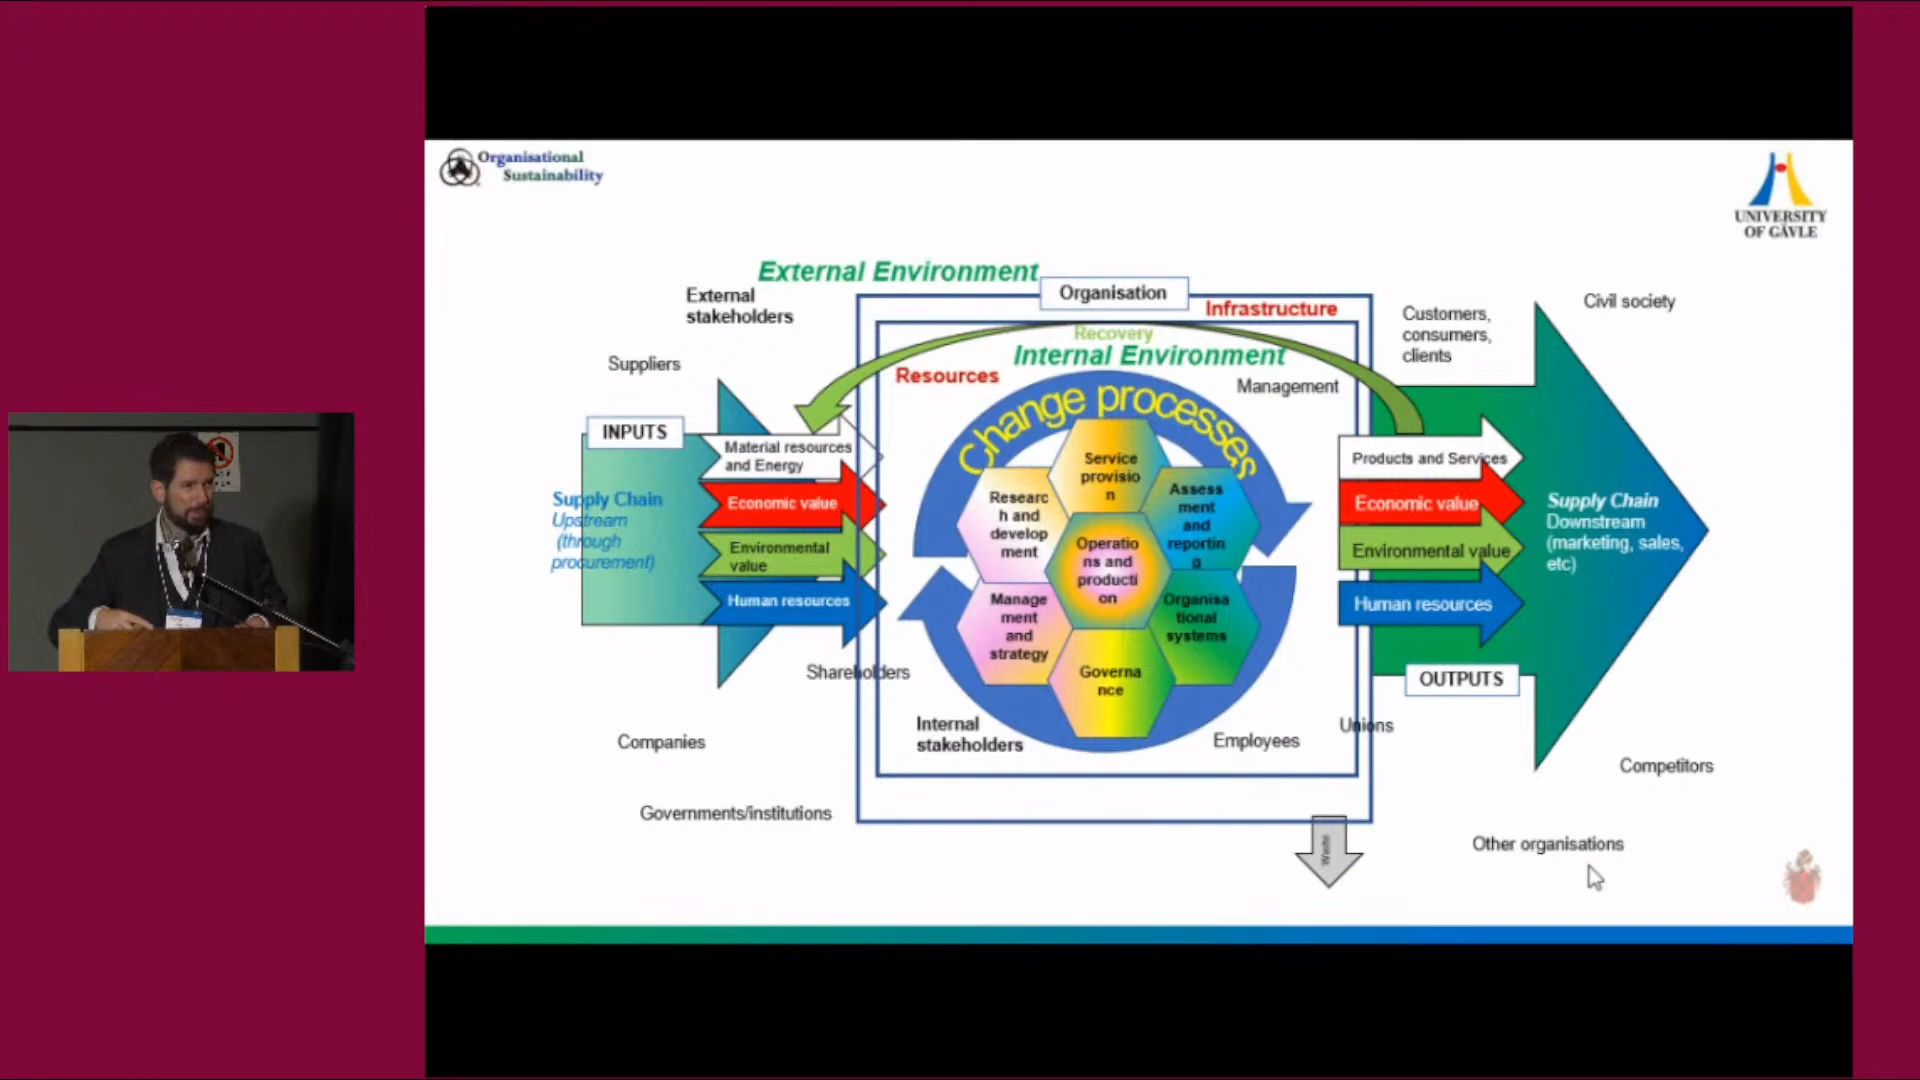 Organisational
Sustainability
UNIVERSITY
OF GÄVLE
External Environment
External
stakeholders
Organisation
Infrastructure
Customers,
consumers,
clients
Civil society
Recovery
Internal Environment
Suppliers
Resources
Management
Change processes
INPUTS
Material resources
and Energy
Economic value
Environmental
value
Human resources
Supply Chain
Upstream
(through
procurement)
Service
provisio
n
Researc
h and
develop
ment
Assess
ment
and
reportin
g
Operatio
ns and
producti
on
Manage
ment
and
strategy
Organisa
tional
systems
Governa
nce
Products and Services
Economic value
Environmental value
Human resources
Supply Chain
Downstream
(marketing, sales,
etc)
OUTPUTS
Shareholders
Internal
stakeholders
Employees
Unions
Companies
Competitors
Governments/institutions
Waste
Other organisations